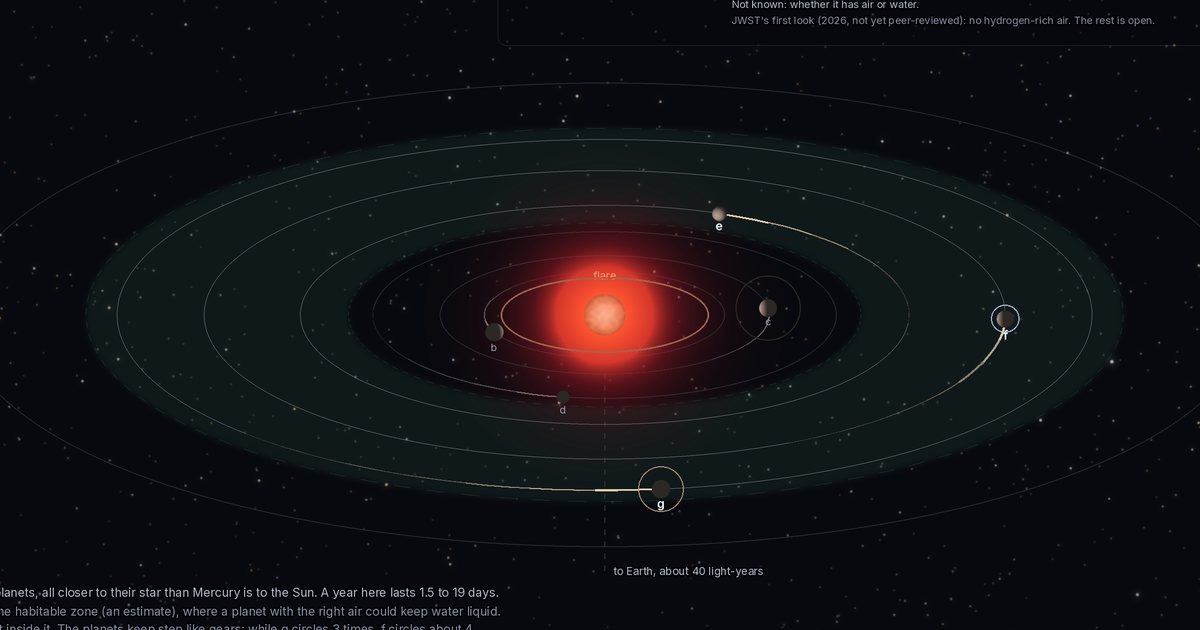 Not known: whether it has air or water.
JWST's first look (2026, not yet peer-reviewed): no hydrogen-rich air. The rest is open.
e
flare
c
f
b
d
g
to Earth, about 40 light-years
planets, all closer to their star than Mercury is to the Sun. A year here lasts 1.5 to 19 days.
habitable zone (an estimate), where a planet with the right air could keep water liquid.
inside it. The planets keep step like gears: while g circles 3 times, f circles about 4